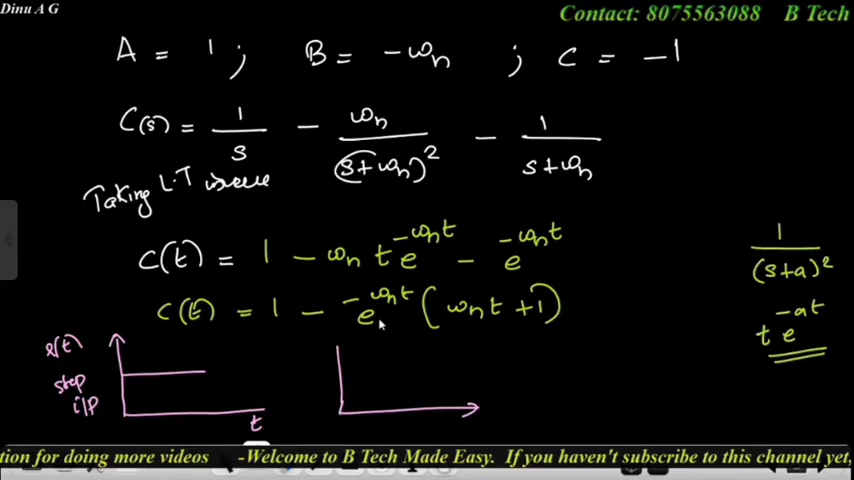 Dinu A G
Contact: 8075563088 B Tech
A = 1 ; B = -ωn ; C = -1
C(s) = 1/s - ωn/(s+ωn)² - 1/(s+ωn)
Taking L.T inverse
c(t) = 1 - ωn t e^(-ωnt) - e^(-ωnt)
1/(s+a)²
c(t) = 1 - e^(-ωnt) (ωnt + 1)
t e^(-at)
r(t)
step
i/p
t
tion for doing more videos -Welcome to B Tech Made Easy. If you haven't subscribe to this channel yet,